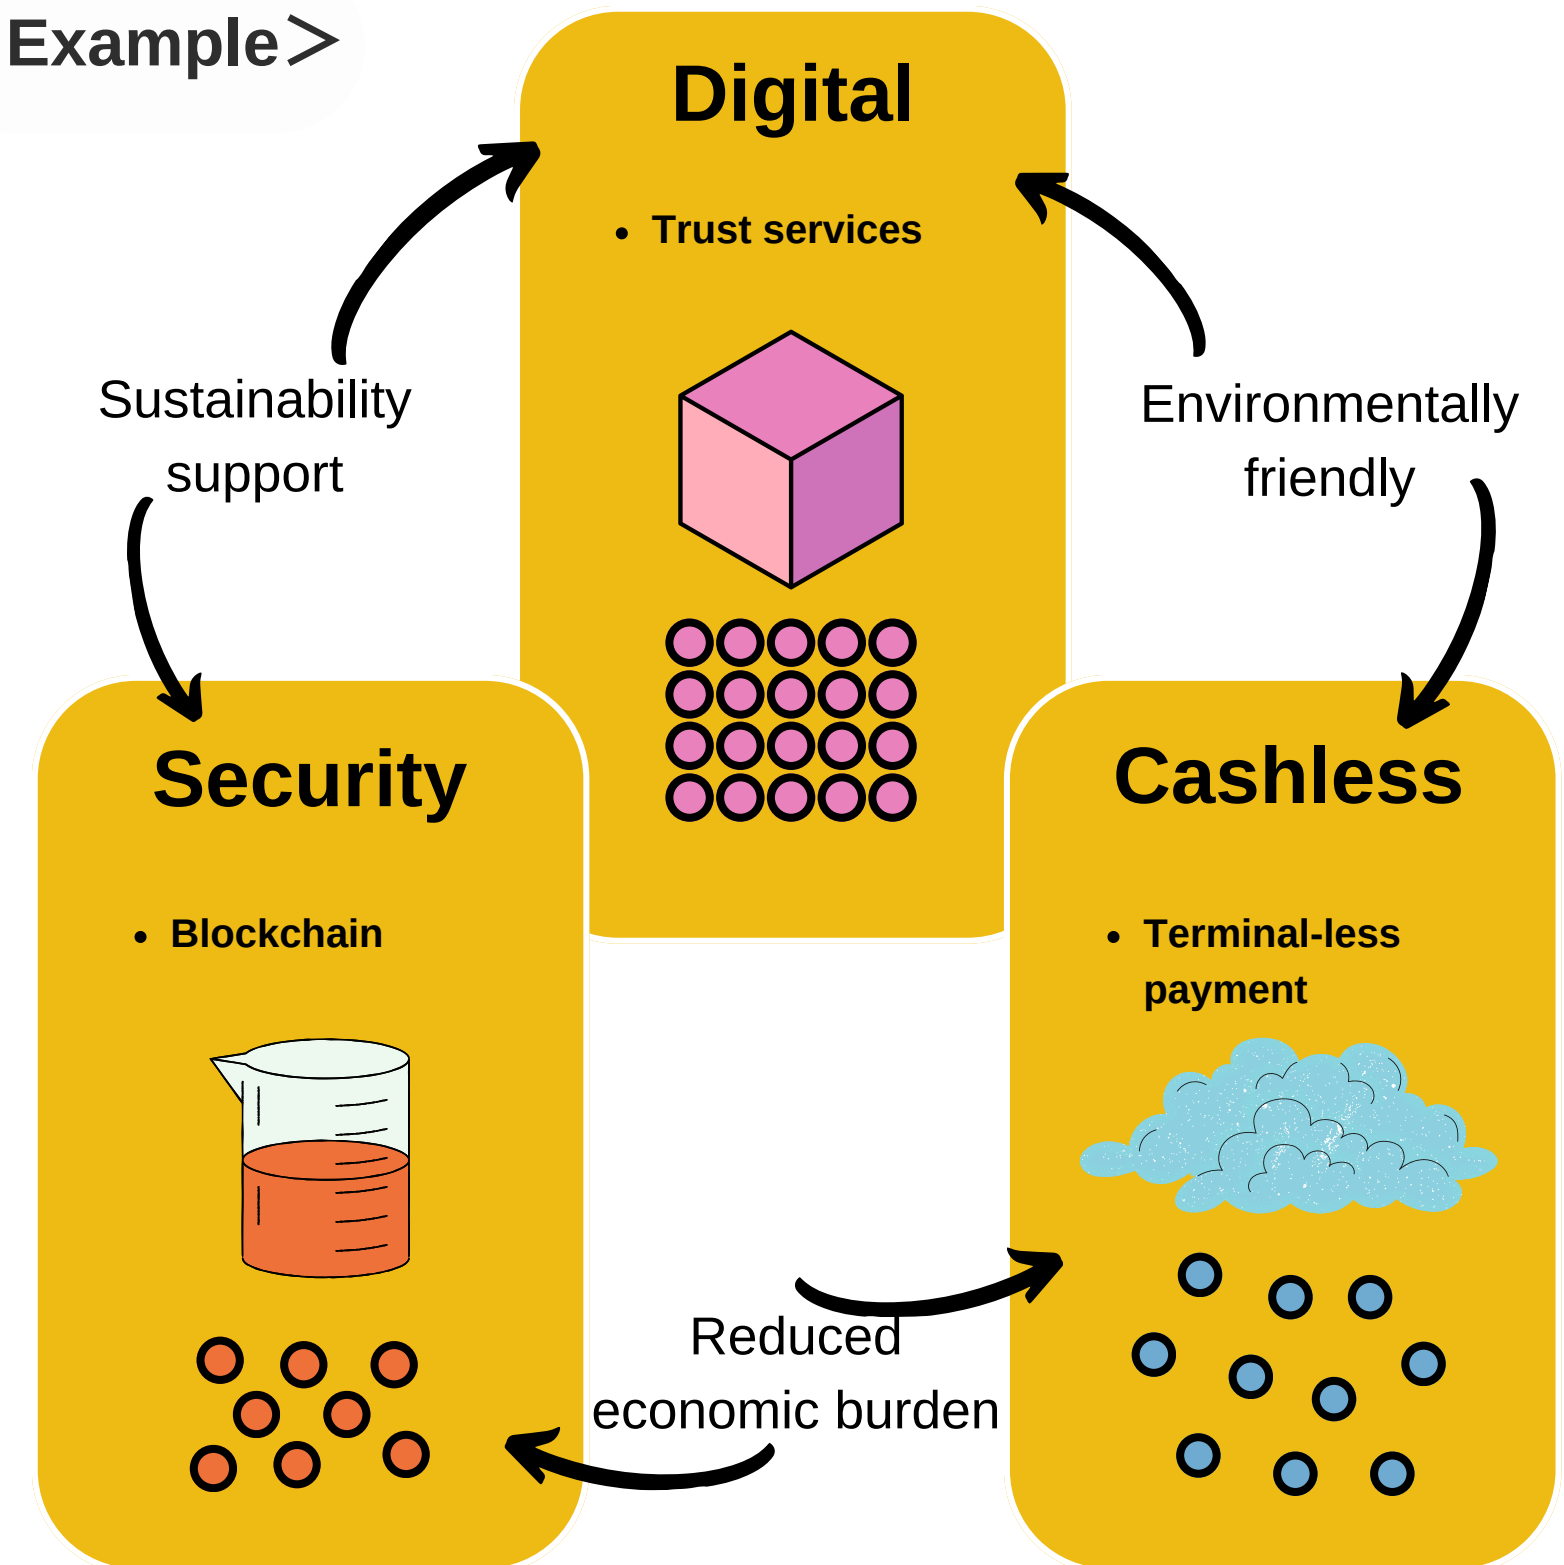 Example>
Digital
• Trust services
Sustainability
support
Environmentally
friendly
Security
• Blockchain
Cashless
• Terminal-less
payment
Reduced
economic burden